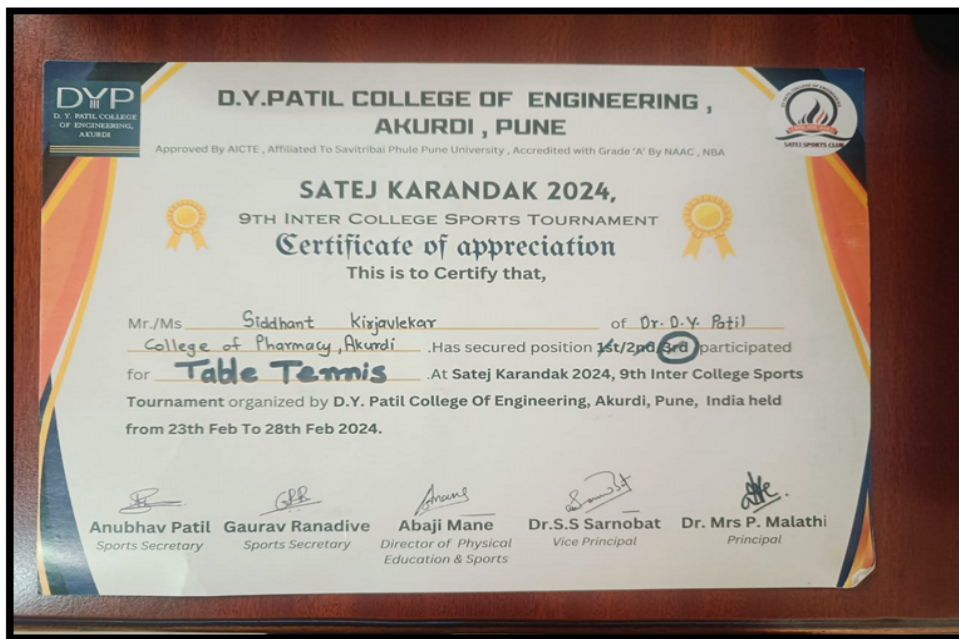 DYP
D. Y. PATIL COLLEGE
OF ENGINEERING,
AKURDI
D.Y.PATIL COLLEGE OF ENGINEERING ,
AKURDI , PUNE
Approved By AICTE , Affiliated To Savitribai Phule Pune University , Accredited with Grade 'A' By NAAC , NBA
SATEJ SPORTS CLUB
SATEJ KARANDAK 2024,
9TH INTER COLLEGE SPORTS TOURNAMENT
Certificate of appreciation
This is to Certify that,
Mr./Ms Siddhant Kirjavlekar of Dr. D.Y. Patil
College of Pharmacy, Akurdi .Has secured position 1st/2nd/3rd /participated
for Table Tennis .At Satej Karandak 2024, 9th Inter College Sports
Tournament organized by D.Y. Patil College Of Engineering, Akurdi, Pune, India held
from 23th Feb To 28th Feb 2024.
Anubhav Patil Gaurav Ranadive Abaji Mane Dr.S.S Sarnobat Dr. Mrs P. Malathi
Sports Secretary Sports Secretary Director of Physical Vice Principal Principal
Education & Sports